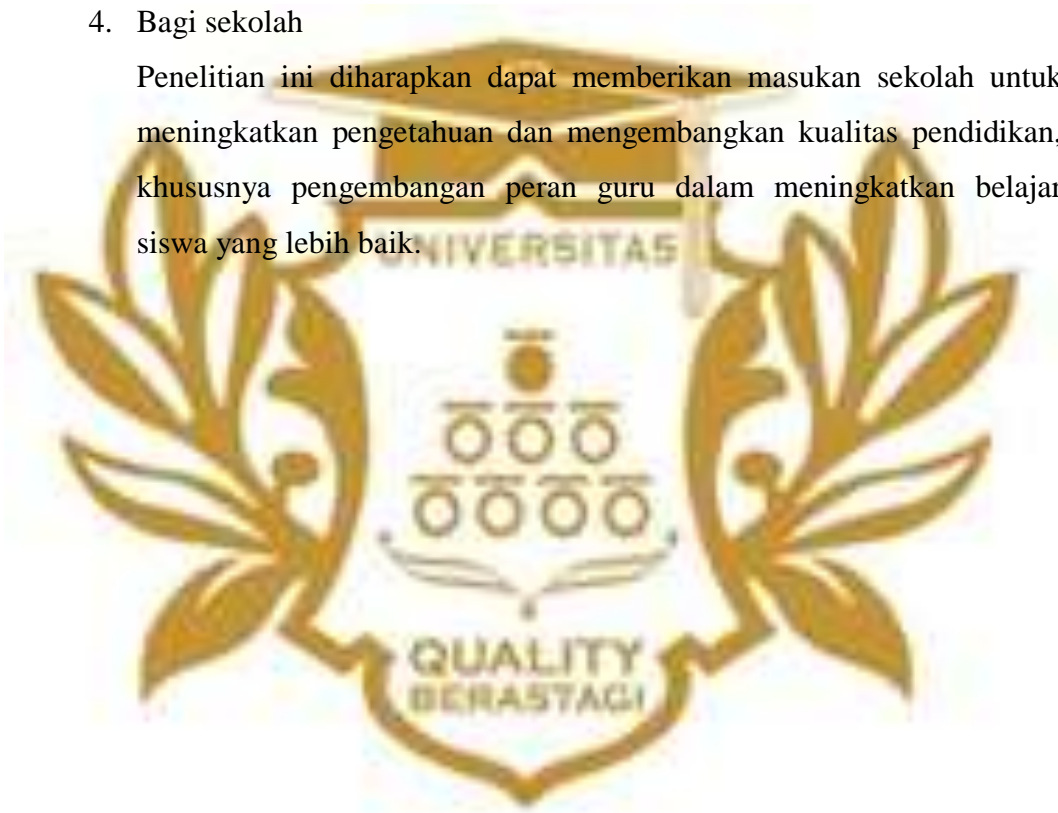 4. Bagi sekolah
Penelitian ini diharapkan dapat memberikan masukan sekolah untuk
meningkatkan pengetahuan dan mengembangkan kualitas pendidikan,
khususnya pengembangan peran guru dalam meningkatkan belajar
siswa yang lebih baik.
UNIVERSITAS
QUALITY
BERASTAGI